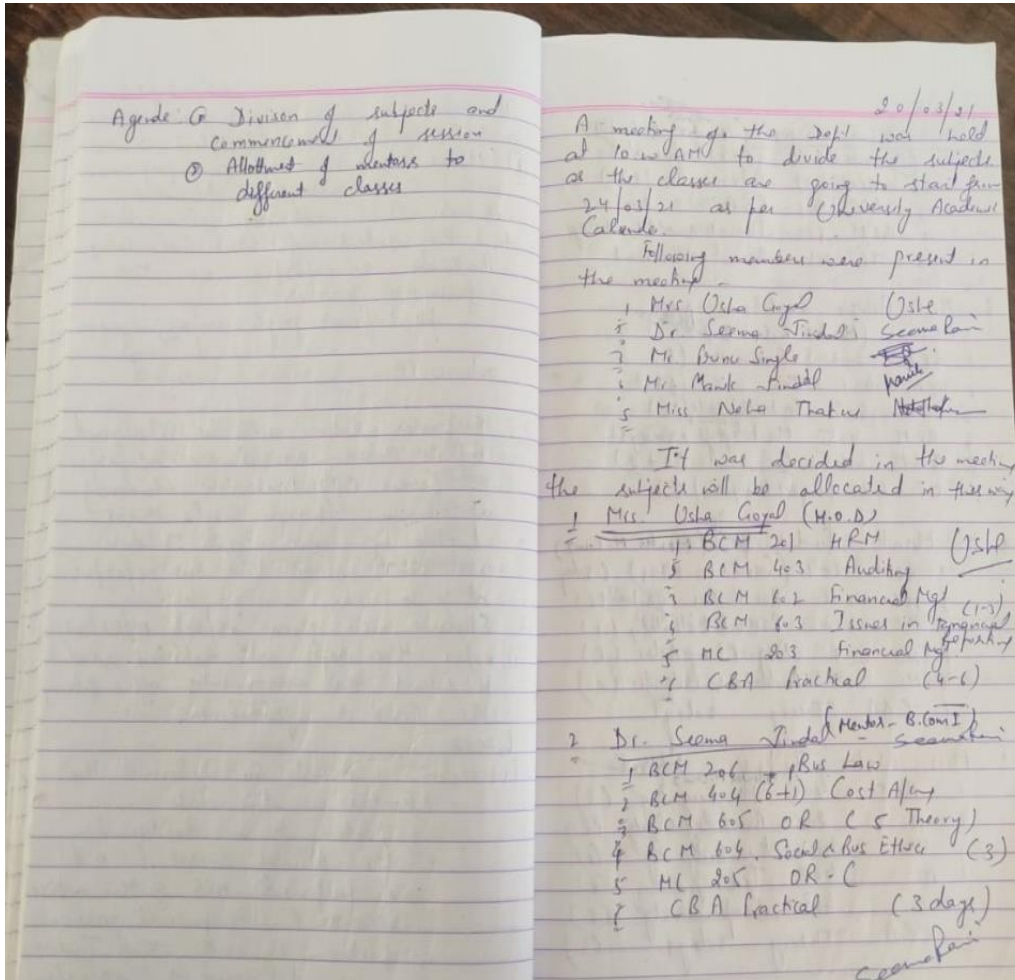 Agenda ① Divison of subjects and
commencement of session
② Allotment of mentors to
different classes
20/03/21
A meeting of the Deptt was held
at 10 AM to divide the subjects
as the classes are going to start from
24/03/21 as per University Academic
Calender.
Following members were present in
the meeting -
1 Mrs Usha Goyal Usha
2 Dr. Seema Jindal Seema Rani
3 Mr Singla
4 Mr Manik Jindal Manik
5 Miss Neha Thakur
It was decided in the meeting
the subjects will be allocated in this way
1 Mrs. Usha Goyal (H.O.D)
1 BCM 201 HRM Usha
2 BCM 403 Auditing
3 BCM 602 Financial Mgt (1-3)
4 BCM 603 Issues in Financial
Reporting
5 MC 203 Financial Mgt
6 CBA Practical (4-6)
2 Dr. Seema Jindal (Mentor - B.Com I)
Seema Rani
1 BCM 206 Bus Law
2 BCM 404 (6+1) Cost A/cing
3 BCM 605 OR (5 Theory)
4 BCM 604. Social & Bus Ethics (3)
5 MC 205 OR - C
6 CBA Practical (3 days)
Seema Rani